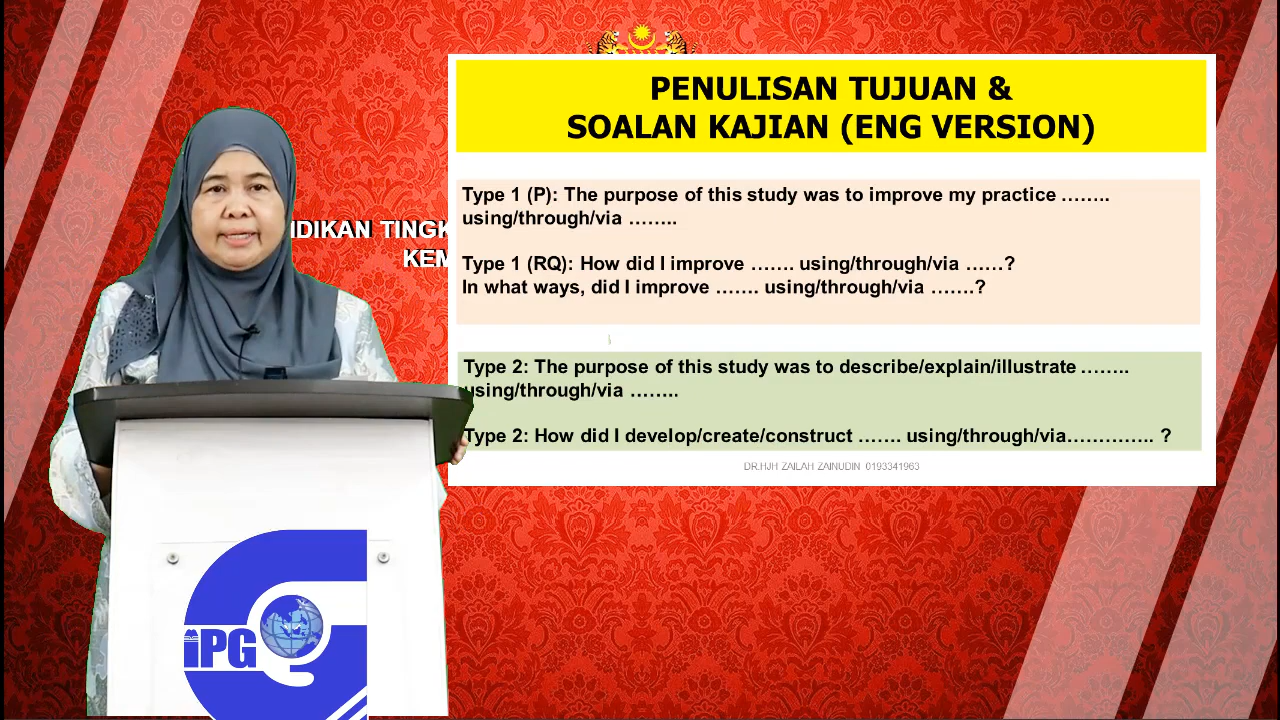 PENULISAN TUJUAN &
SOALAN KAJIAN (ENG VERSION)
Type 1 (P): The purpose of this study was to improve my practice ……..
using/through/via ……..
Type 1 (RQ): How did I improve ……. using/through/via ……?
In what ways, did I improve ……. using/through/via …….?
Type 2: The purpose of this study was to describe/explain/illustrate ……..
using/through/via ……..
Type 2: How did I develop/create/construct ……. using/through/via………….. ?
DR.HJH ZAILAH ZAINUDIN 0193341963
IDIKAN TINGK
KEM
iPG